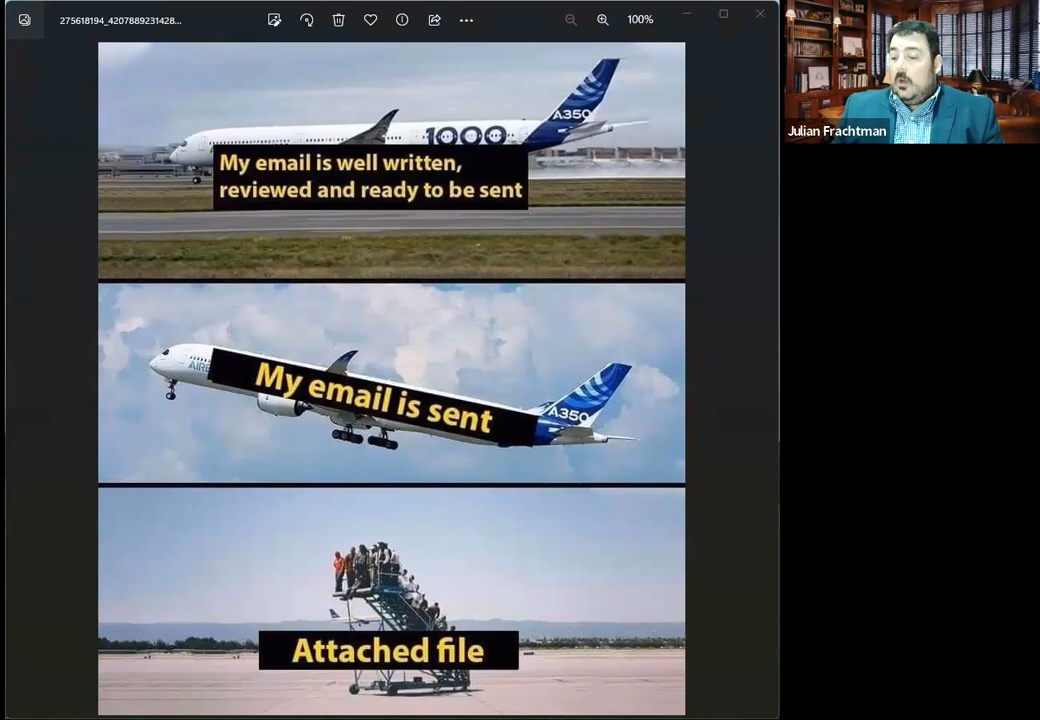 275618194_4207889231428...
100%
Julian Frachtman
A350
1000
My email is well written,
reviewed and ready to be sent
My email is sent
A350
Attached file